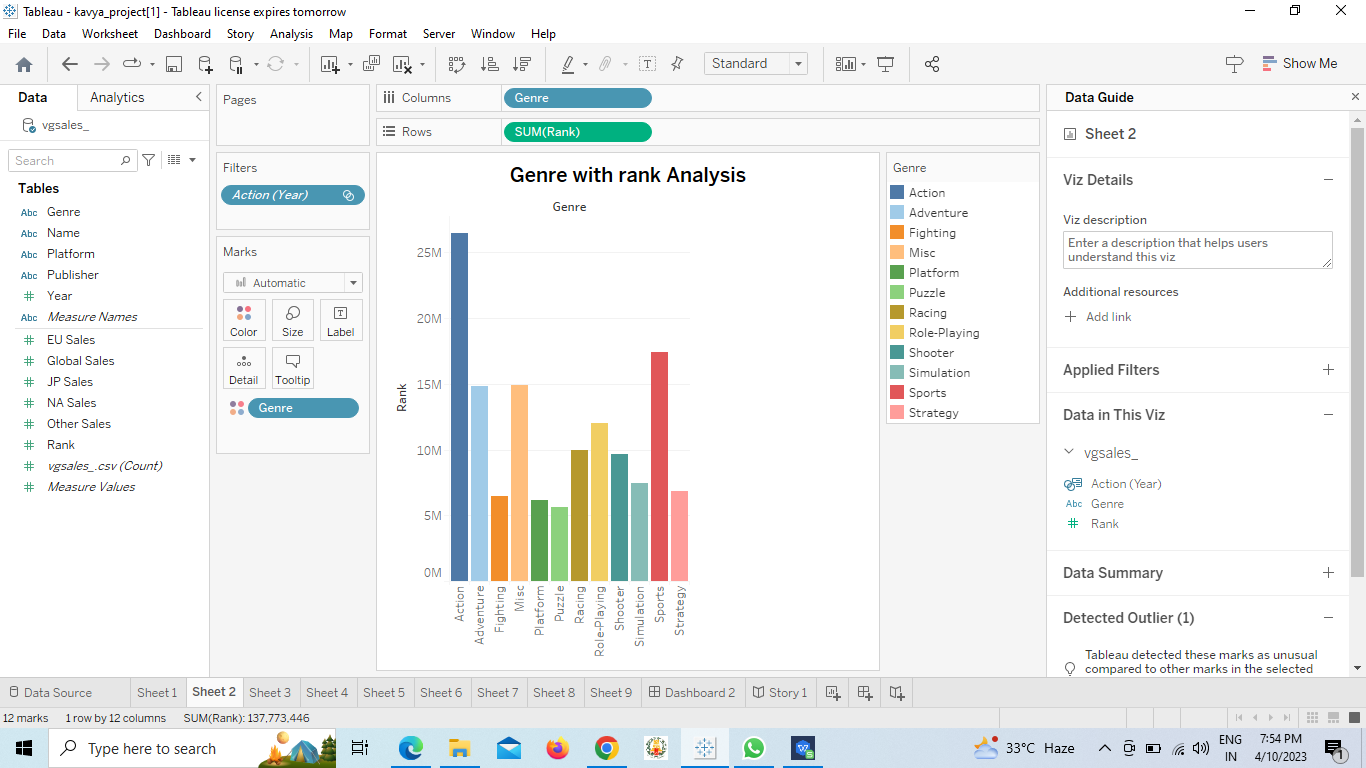 Tableau - kavya_project[1] - Tableau license expires tomorrow
File Data Worksheet Dashboard Story Analysis Map Format Server Window Help
Standard
Show Me
Data Analytics
vgsales_
Search
Tables
Abc Genre
Abc Name
Abc Platform
Abc Publisher
# Year
Abc Measure Names
# EU Sales
# Global Sales
# JP Sales
# NA Sales
# Other Sales
# Rank
# vgsales_.csv (Count)
# Measure Values
Pages
Filters
Action (Year)
Marks
Automatic
Color Size Label
Detail Tooltip
Genre
Columns Genre
Rows SUM(Rank)
Genre with rank Analysis
Genre
Rank
25M
20M
15M
10M
5M
0M
Action
Adventure
Fighting
Misc
Platform
Puzzle
Racing
Role-Playing
Shooter
Simulation
Sports
Strategy
Genre
Action
Adventure
Fighting
Misc
Platform
Puzzle
Racing
Role-Playing
Shooter
Simulation
Sports
Strategy
Data Guide
Sheet 2
Viz Details
Viz description
Enter a description that helps users
understand this viz
Additional resources
Add link
Applied Filters
Data in This Viz
vgsales_
Action (Year)
Abc Genre
# Rank
Data Summary
Detected Outlier (1)
Tableau detected these marks as unusual
compared to other marks in the selected
Data Source Sheet 1 Sheet 2 Sheet 3 Sheet 4 Sheet 5 Sheet 6 Sheet 7 Sheet 8 Sheet 9 Dashboard 2 Story 1
12 marks 1 row by 12 columns SUM(Rank): 137,773,446
Type here to search
33°C Haze
ENG
IN
7:54 PM
4/10/2023
1